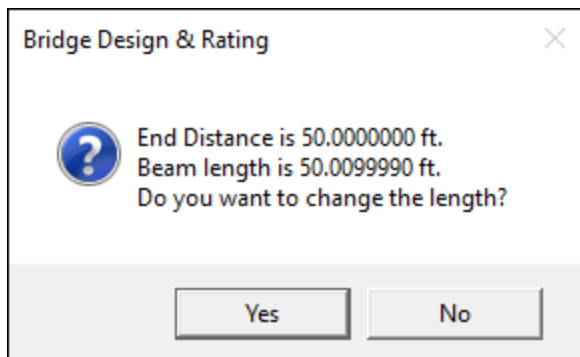 Bridge Design & Rating
End Distance is 50.0000000 ft.
Beam length is 50.0099990 ft.
Do you want to change the length?
Yes
No